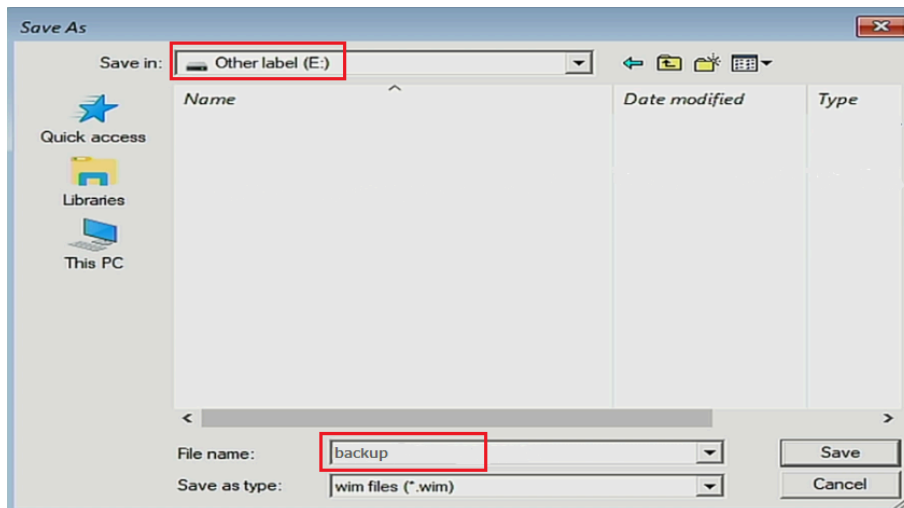 Save As
Save in: Other label (E:)
Name Date modified Type
Quick access
Libraries
This PC
File name: backup Save
Save as type: wim files (*.wim) Cancel